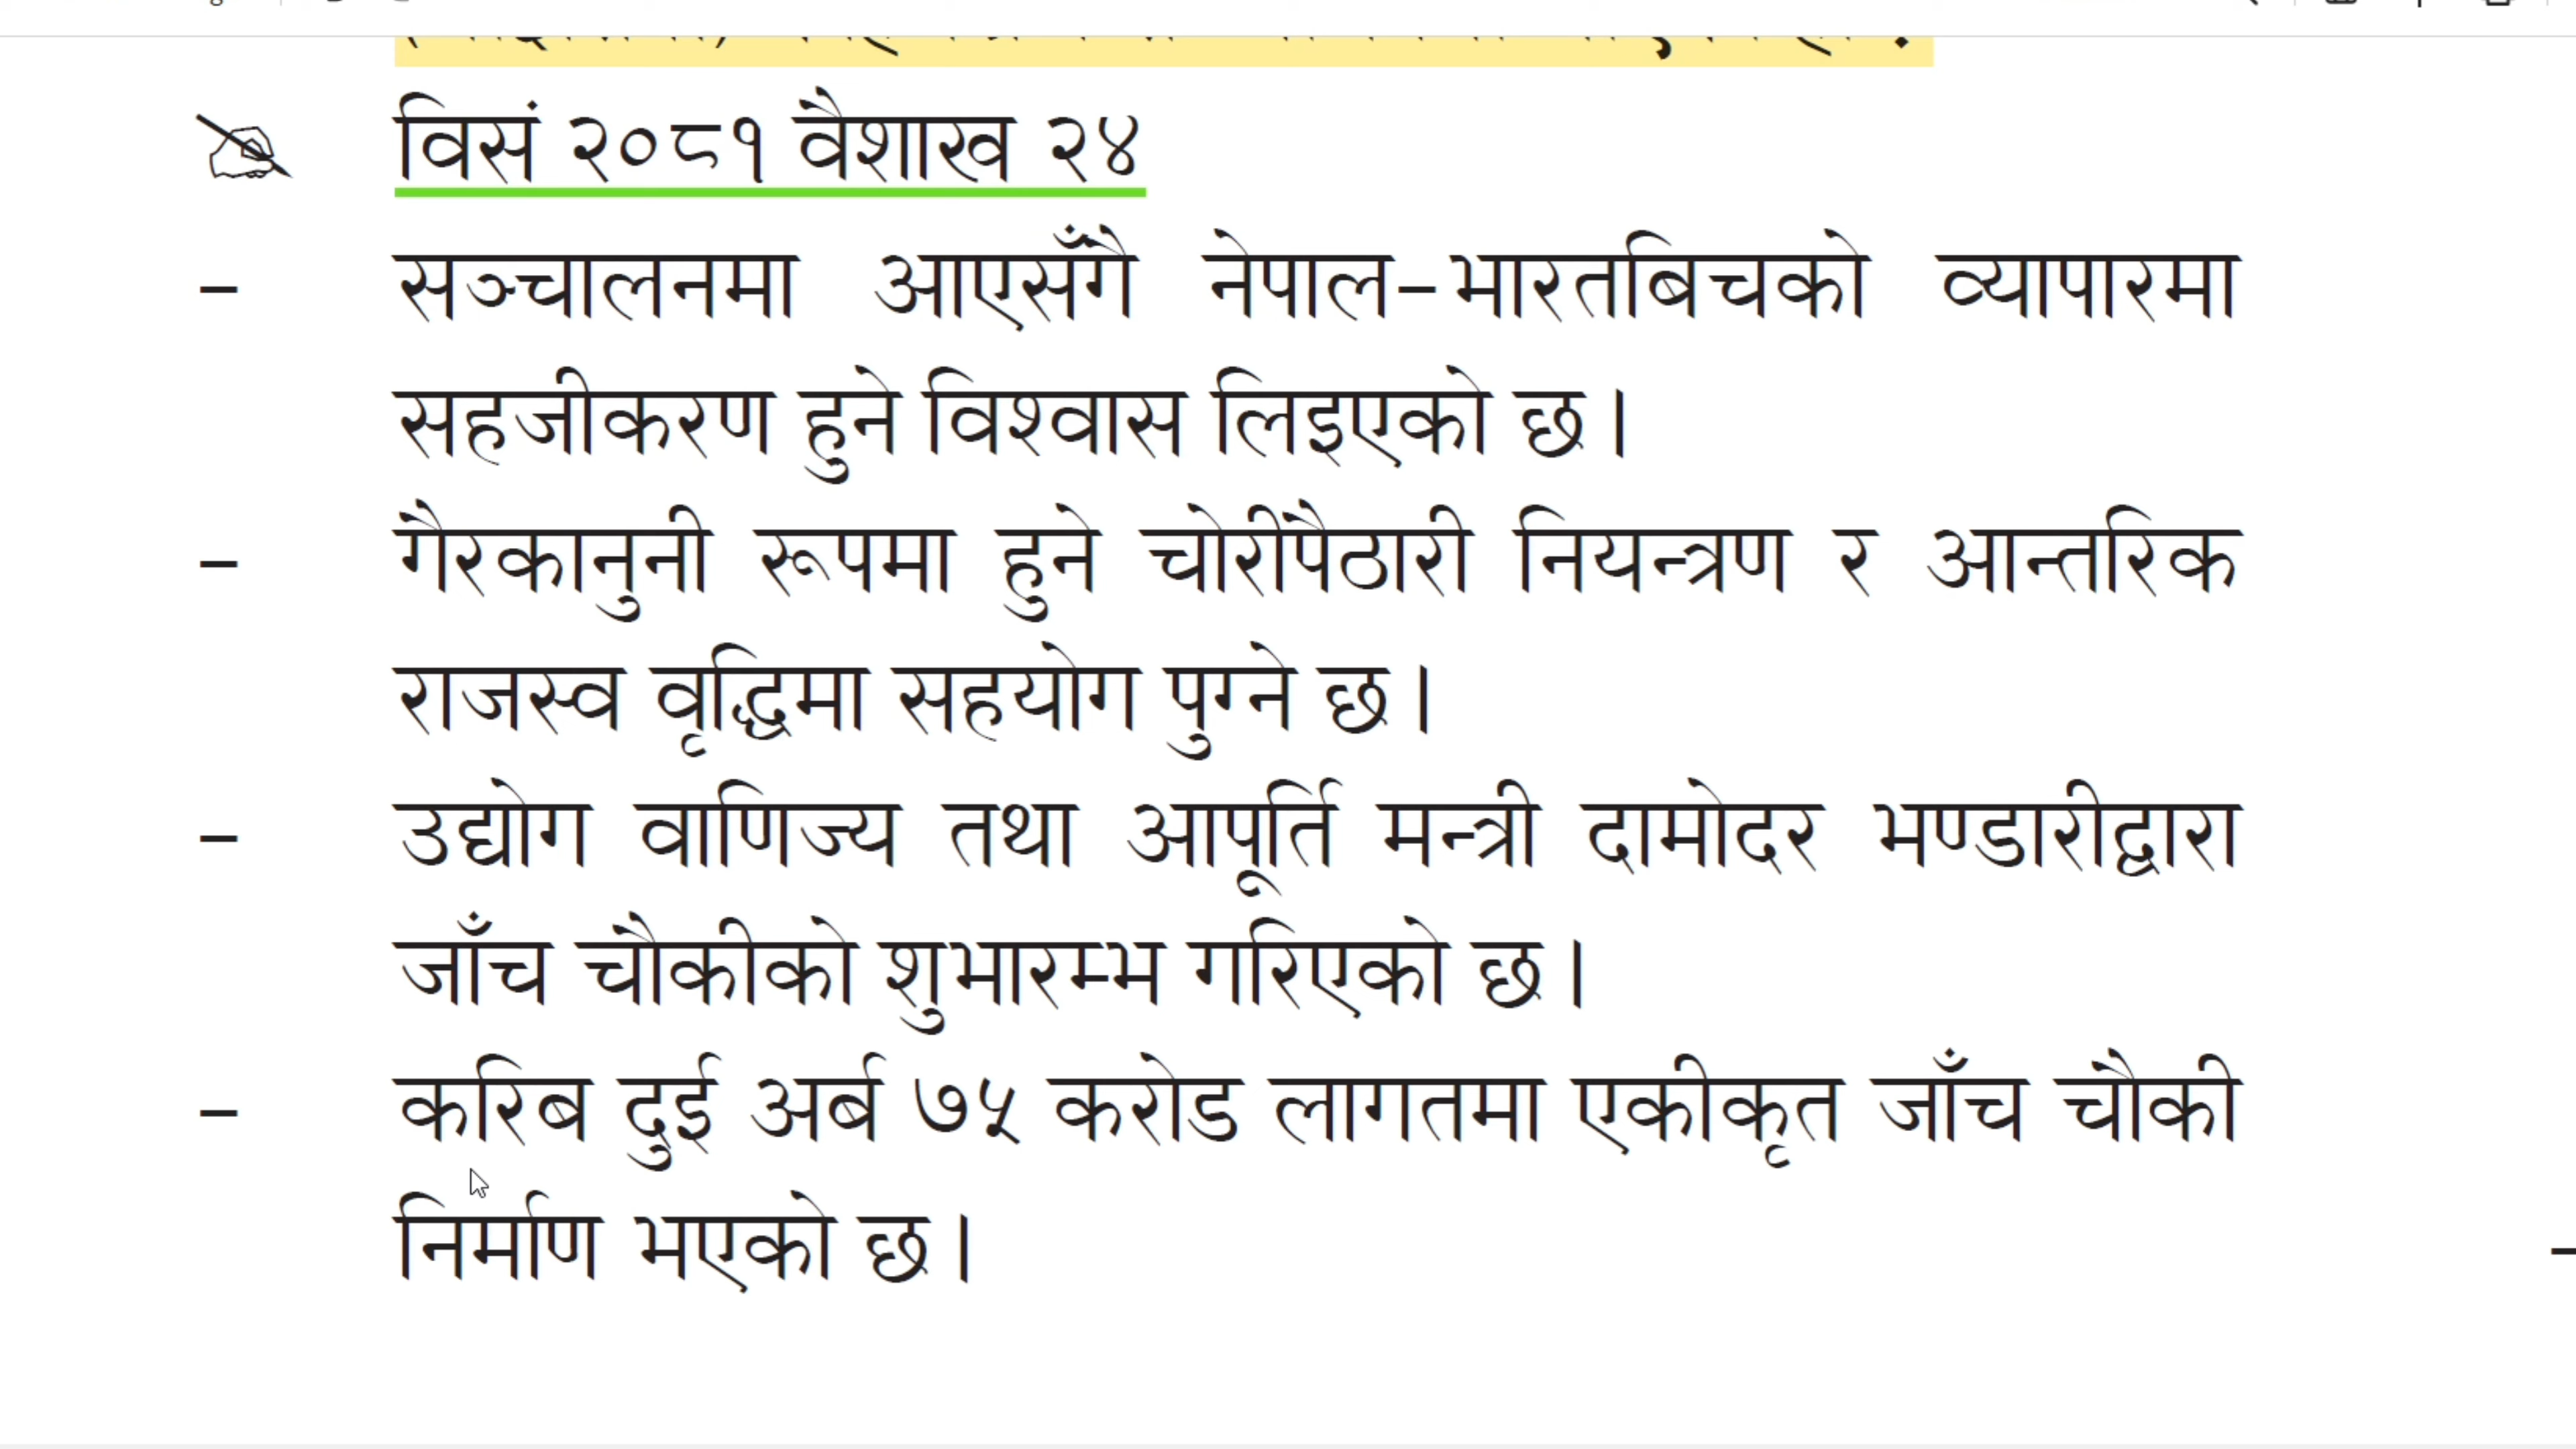 विसं २०८१ वैशाख २४
– सञ्चालनमा आएसँगै नेपाल–भारतबिचको व्यापारमा
सहजीकरण हुने विश्वास लिइएको छ।
– गैरकानुनी रूपमा हुने चोरीपैठारी नियन्त्रण र आन्तरिक
राजस्व वृद्धिमा सहयोग पुग्ने छ।
– उद्योग वाणिज्य तथा आपूर्ति मन्त्री दामोदर भण्डारीद्वारा
जाँच चौकीको शुभारम्भ गरिएको छ।
– करिब दुई अर्ब ७५ करोड लागतमा एकीकृत जाँच चौकी
निर्माण भएको छ।